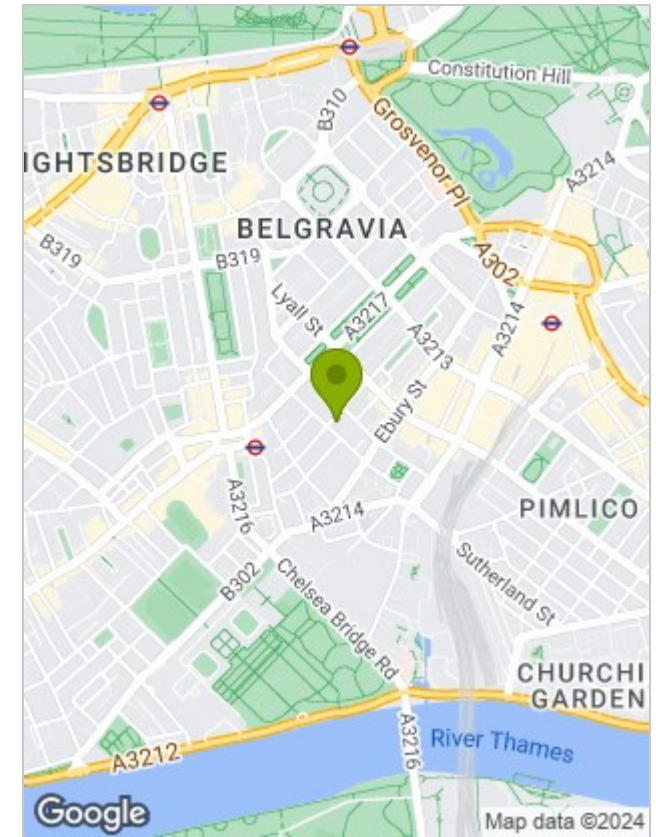 Constitution Hill
B310
Grosvenor Pl
IGHTSBRIDGE
A3214
BELGRAVIA
B319
B319
A302
Lyall St
A3217
A3214
A3213
Ebury St
A3216
A3214
PIMLICO
B302
Sutherland St
Chelsea Bridge Rd
CHURCHI
GARDEN
A3212
A3216
River Thames
Google
Map data ©2024